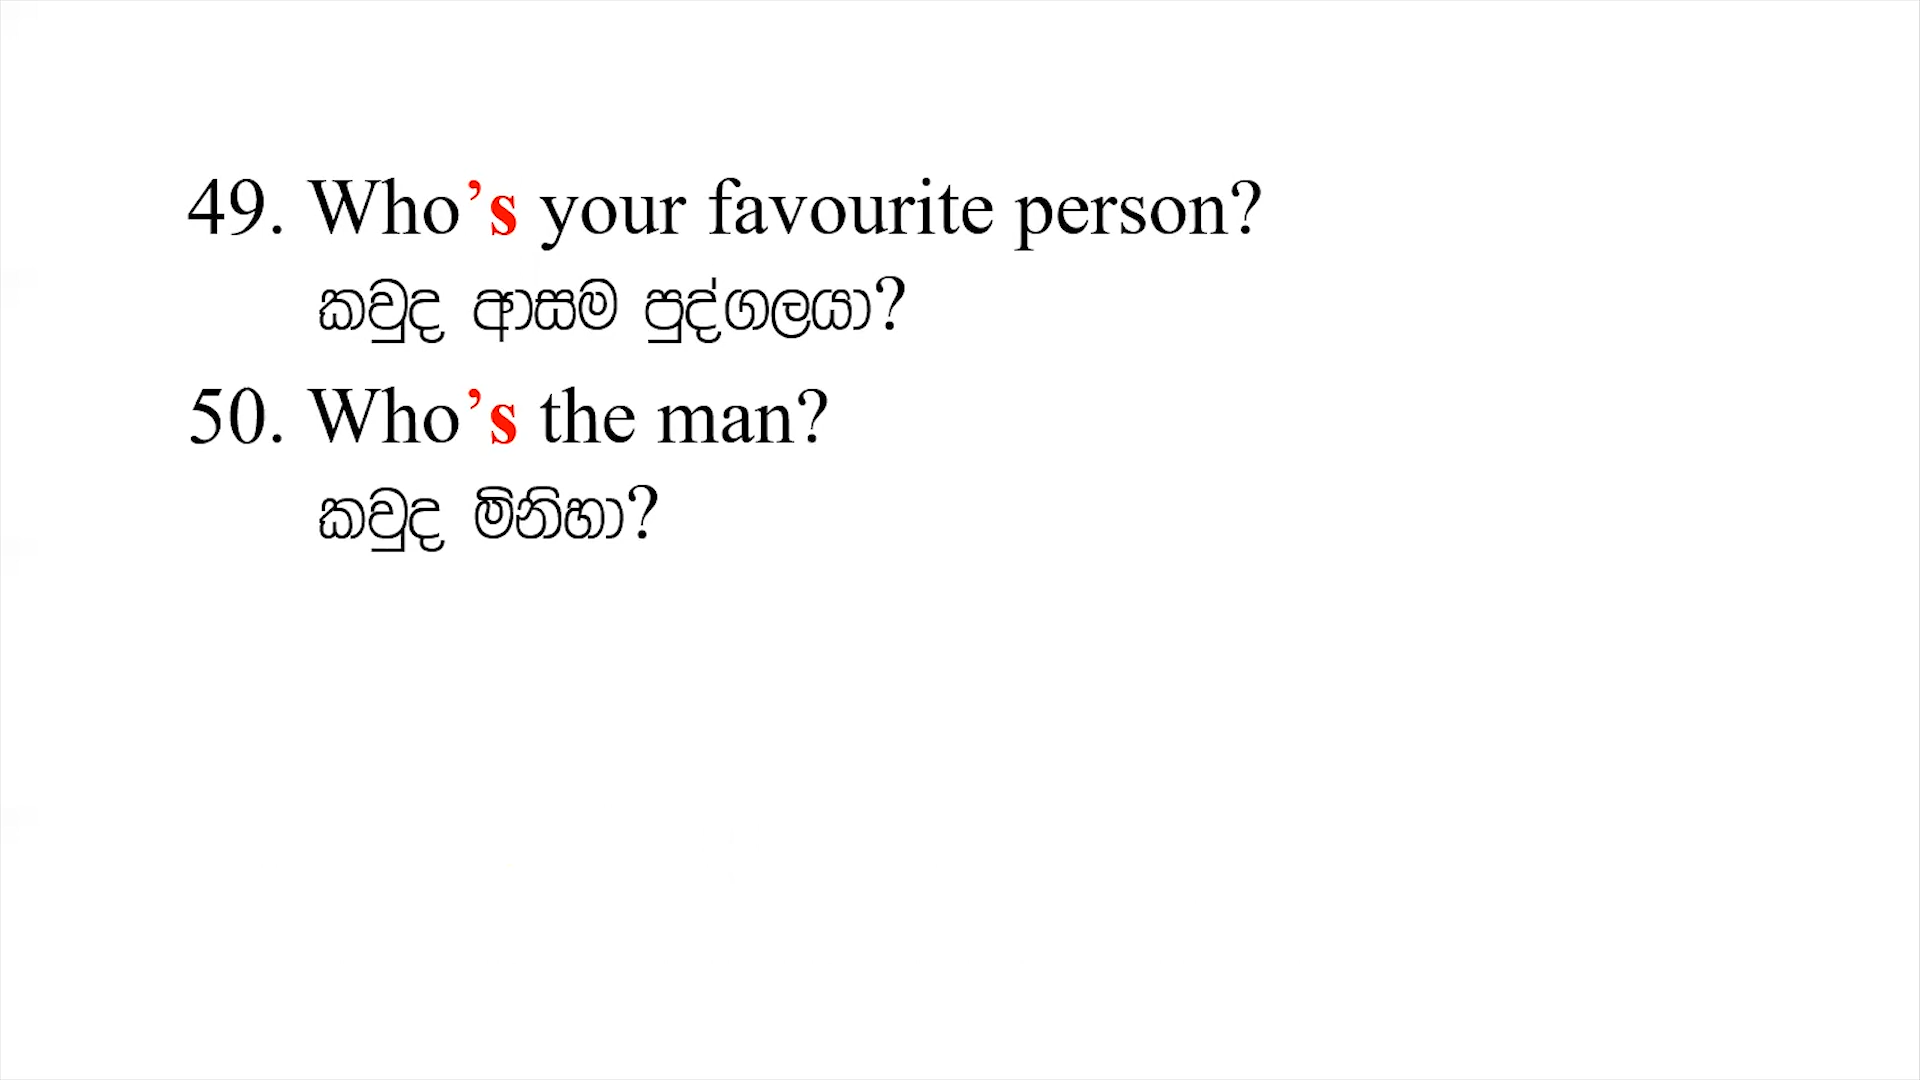 49. Who’s your favourite person?
කවුද ආසම පුද්ගලයා?
50. Who’s the man?
කවුද මිනිහා?